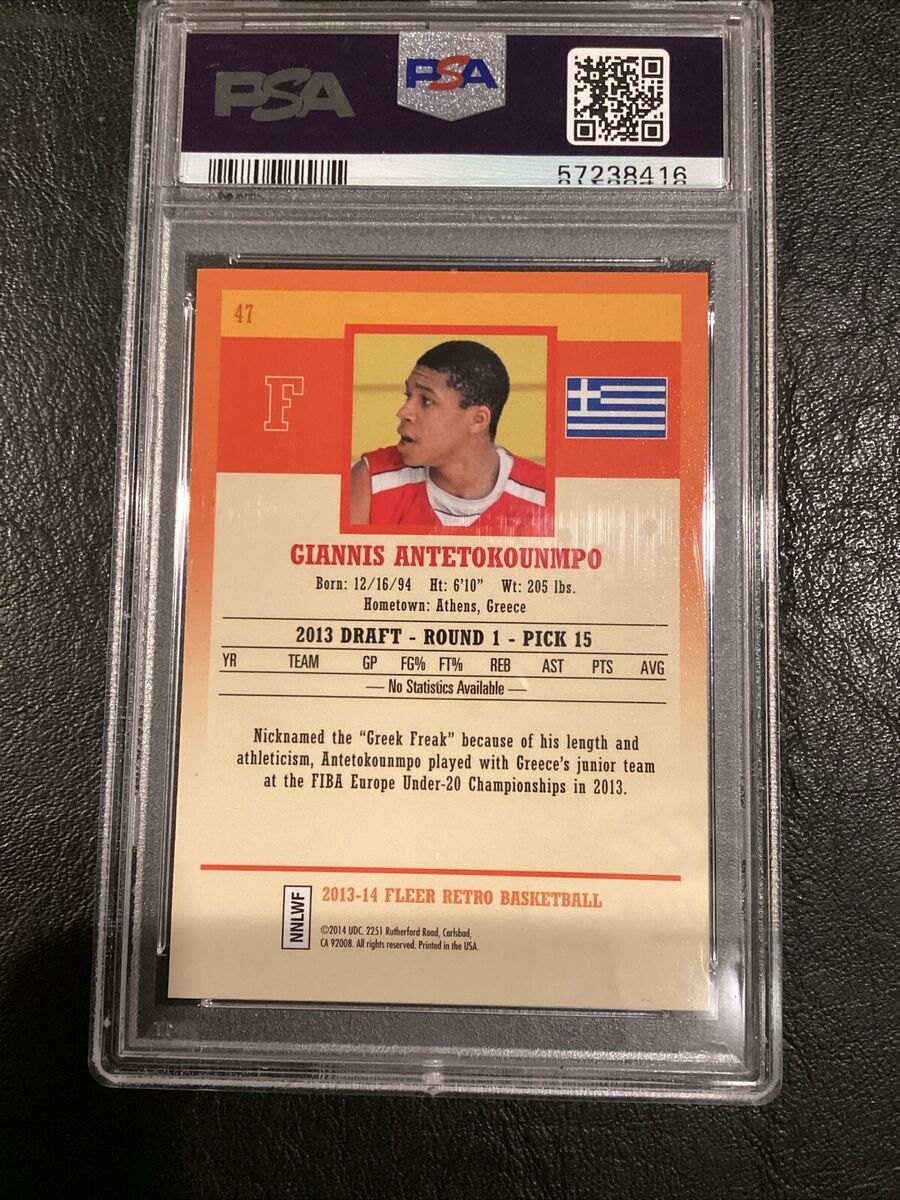 PSA
PSA
57238416
47
F
GIANNIS ANTETOKOUNMPO
Born: 12/16/94 Ht: 6'10" Wt: 205 lbs.
Hometown: Athens, Greece
2013 DRAFT - ROUND 1 - PICK 15
YR TEAM GP FG% FT% REB AST PTS AVG
— No Statistics Available —
Nicknamed the "Greek Freak" because of his length and
athleticism, Antetokounmpo played with Greece's junior team
at the FIBA Europe Under-20 Championships in 2013.
NNLWF
2013-14 FLEER RETRO BASKETBALL
©2014 UDC. 2251 Rutherford Road, Carlsbad,
CA 92008. All rights reserved. Printed in the USA.